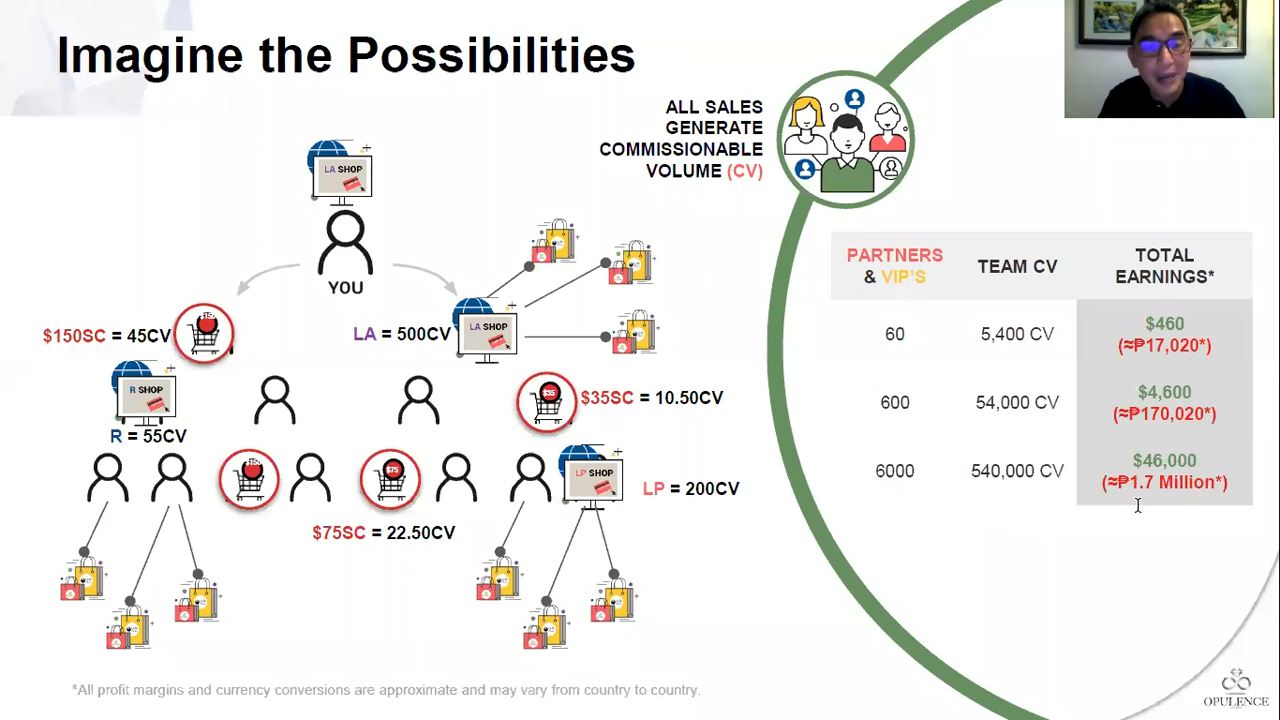 Imagine the Possibilities
ALL SALES
GENERATE
COMMISSIONABLE
VOLUME (CV)
LA SHOP
YOU
$150SC = 45CV
LA = 500CV
LA SHOP
R SHOP
R = 55CV
$35
$35SC = 10.50CV
$75
LP SHOP
LP = 200CV
$75SC = 22.50CV
PARTNERS
& VIP'S
TEAM CV
TOTAL
EARNINGS*
60
5,400 CV
$460
(≈₱17,020*)
600
54,000 CV
$4,600
(≈₱170,020*)
6000
540,000 CV
$46,000
(≈₱1.7 Million*)
*All profit margins and currency conversions are approximate and may vary from country to country.
OPULENCE